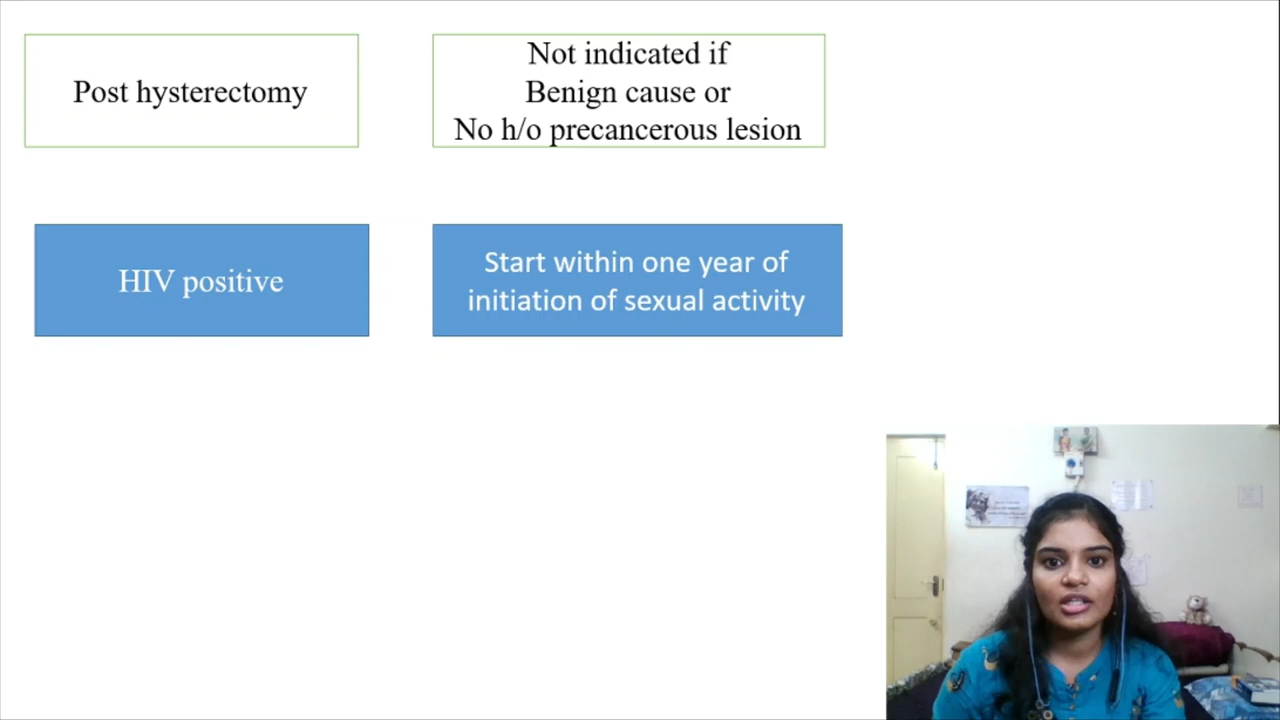 Post hysterectomy
Not indicated if
Benign cause or
No h/o precancerous lesion
HIV positive
Start within one year of
initiation of sexual activity